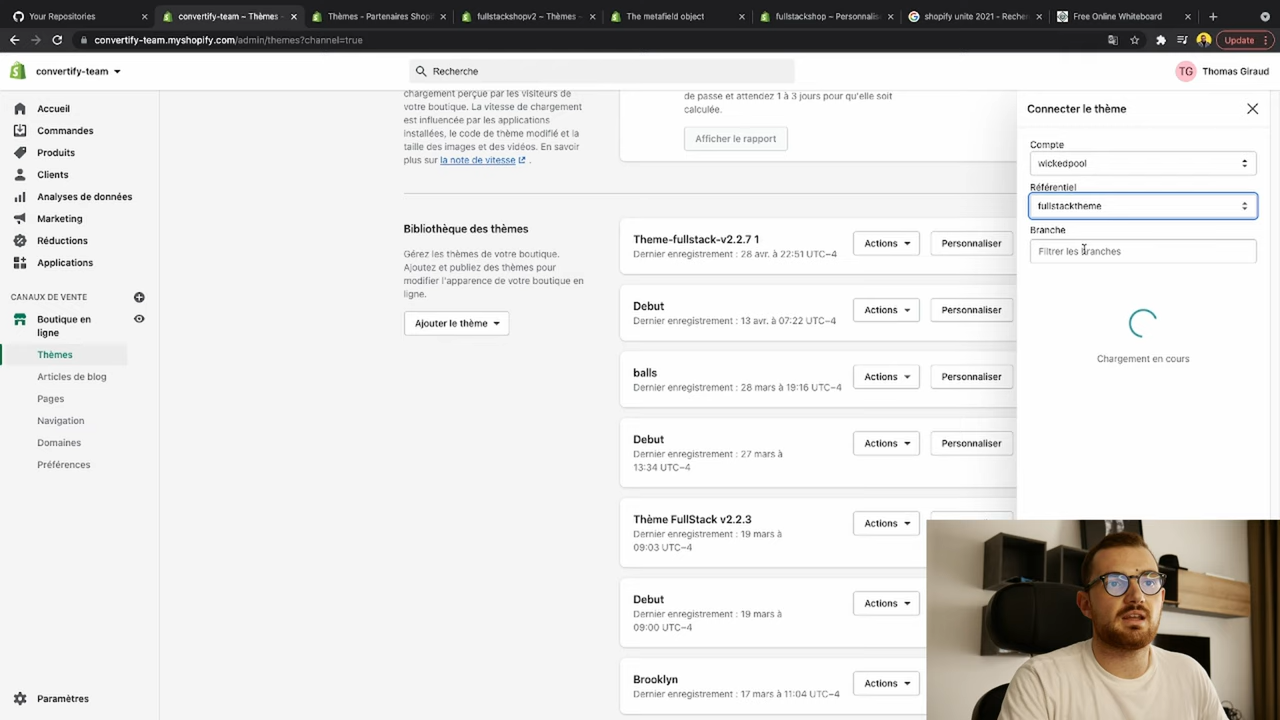 Your Repositories
convertify-team – Thèmes –
Thèmes - Partenaires Shopi
fullstackshopv2 – Thèmes –
The metafield object
fullstackshop – Personnalis
shopify unite 2021 - Recher
Free Online Whiteboard
convertify-team.myshopify.com/admin/themes?channel=true
Update
convertify-team
Recherche
TG
Thomas Giraud
Accueil
Commandes
Produits
Clients
Analyses de données
Marketing
Réductions
Applications
CANAUX DE VENTE
Boutique en
ligne
Thèmes
Articles de blog
Pages
Navigation
Domaines
Préférences
Paramètres
chargement perçue par les visiteurs de
votre boutique. La vitesse de chargement
est influencée par les applications
installées, le code de thème modifié et la
taille des images et des vidéos. En savoir
plus sur la note de vitesse .
de passe et attendez 1 à 3 jours pour qu'elle soit
calculée.
Afficher le rapport
Bibliothèque des thèmes
Gérez les thèmes de votre boutique.
Ajoutez et publiez des thèmes pour
modifier l'apparence de votre boutique en
ligne.
Ajouter le thème
Theme-fullstack-v2.2.7 1
Dernier enregistrement : 28 avr. à 22:51 UTC−4
Actions
Personnaliser
Debut
Dernier enregistrement : 13 avr. à 07:22 UTC−4
Actions
Personnaliser
balls
Dernier enregistrement : 28 mars à 19:16 UTC−4
Actions
Personnaliser
Debut
Dernier enregistrement : 27 mars à
13:34 UTC−4
Actions
Personnaliser
Thème FullStack v2.2.3
Dernier enregistrement : 19 mars à
09:03 UTC−4
Actions
Debut
Dernier enregistrement : 19 mars à
09:00 UTC−4
Actions
Brooklyn
Dernier enregistrement : 17 mars à 11:04 UTC−4
Actions
Connecter le thème
Compte
wickedpool
Référentiel
fullstacktheme
Branche
Filtrer les branches
Chargement en cours